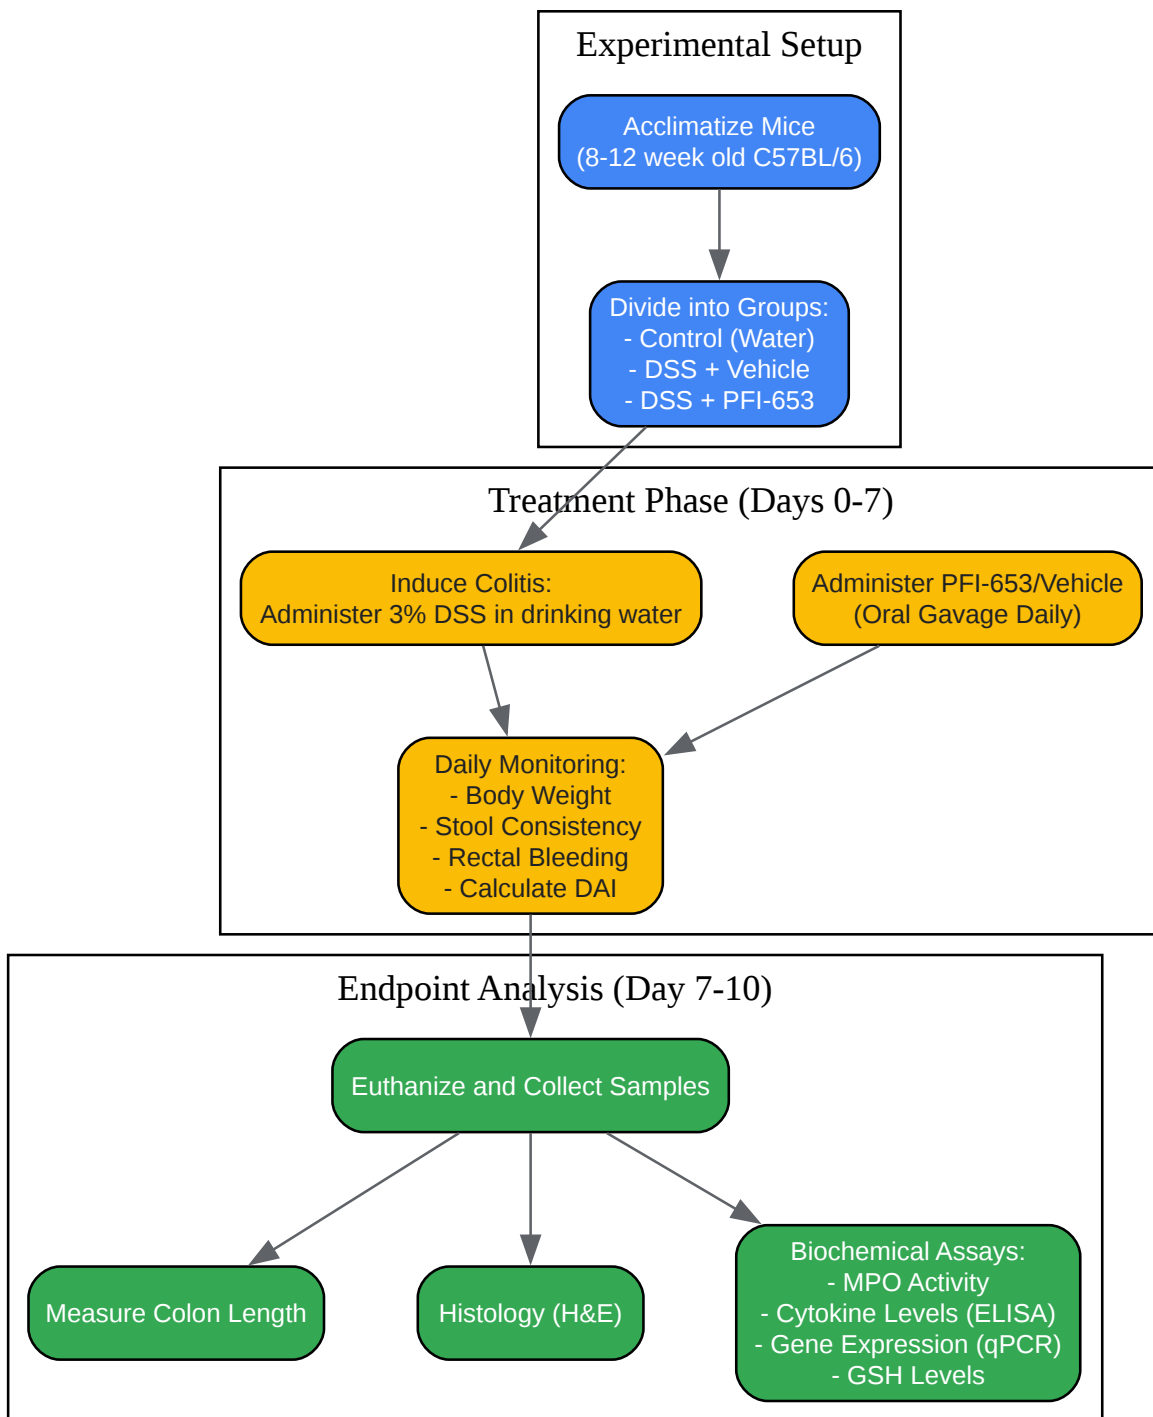 Experimental Setup
Acclimatize Mice
(8-12 week old C57BL/6)
Divide into Groups:
- Control (Water)
- DSS + Vehicle
- DSS + PFI-653
Treatment Phase (Days 0-7)
Induce Colitis:
Administer 3% DSS in drinking water
Administer PFI-653/Vehicle
(Oral Gavage Daily)
Daily Monitoring:
- Body Weight
- Stool Consistency
- Rectal Bleeding
- Calculate DAI
Endpoint Analysis (Day 7-10)
Euthanize and Collect Samples
Measure Colon Length
Histology (H&E)
Biochemical Assays:
- MPO Activity
- Cytokine Levels (ELISA)
- Gene Expression (qPCR)
- GSH Levels